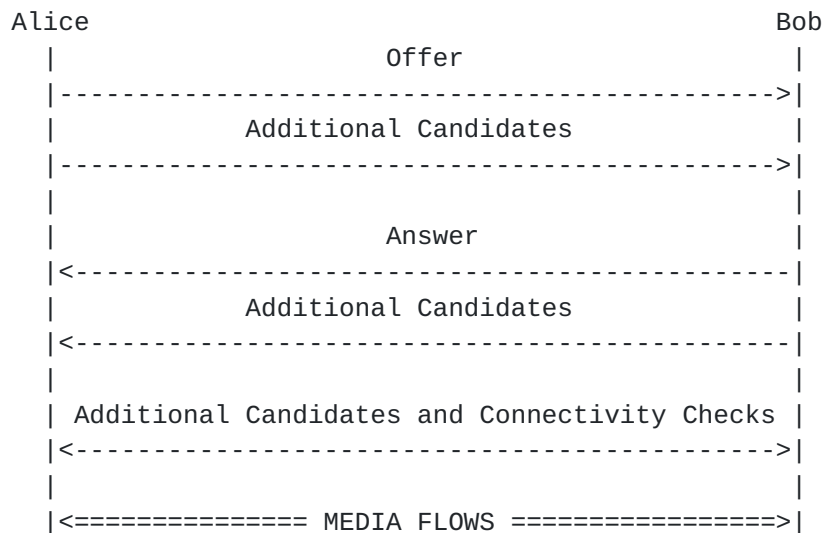 Alice                                            Bob
  |                     Offer                     |
  |---------------------------------------------->|
  |            Additional Candidates              |
  |---------------------------------------------->|
  |                                               |
  |                     Answer                    |
  |<----------------------------------------------|
  |            Additional Candidates              |
  |<----------------------------------------------|
  |                                               |
  | Additional Candidates and Connectivity Checks |
  |<--------------------------------------------->|
  |                                               |
  |<=============== MEDIA FLOWS =================>|